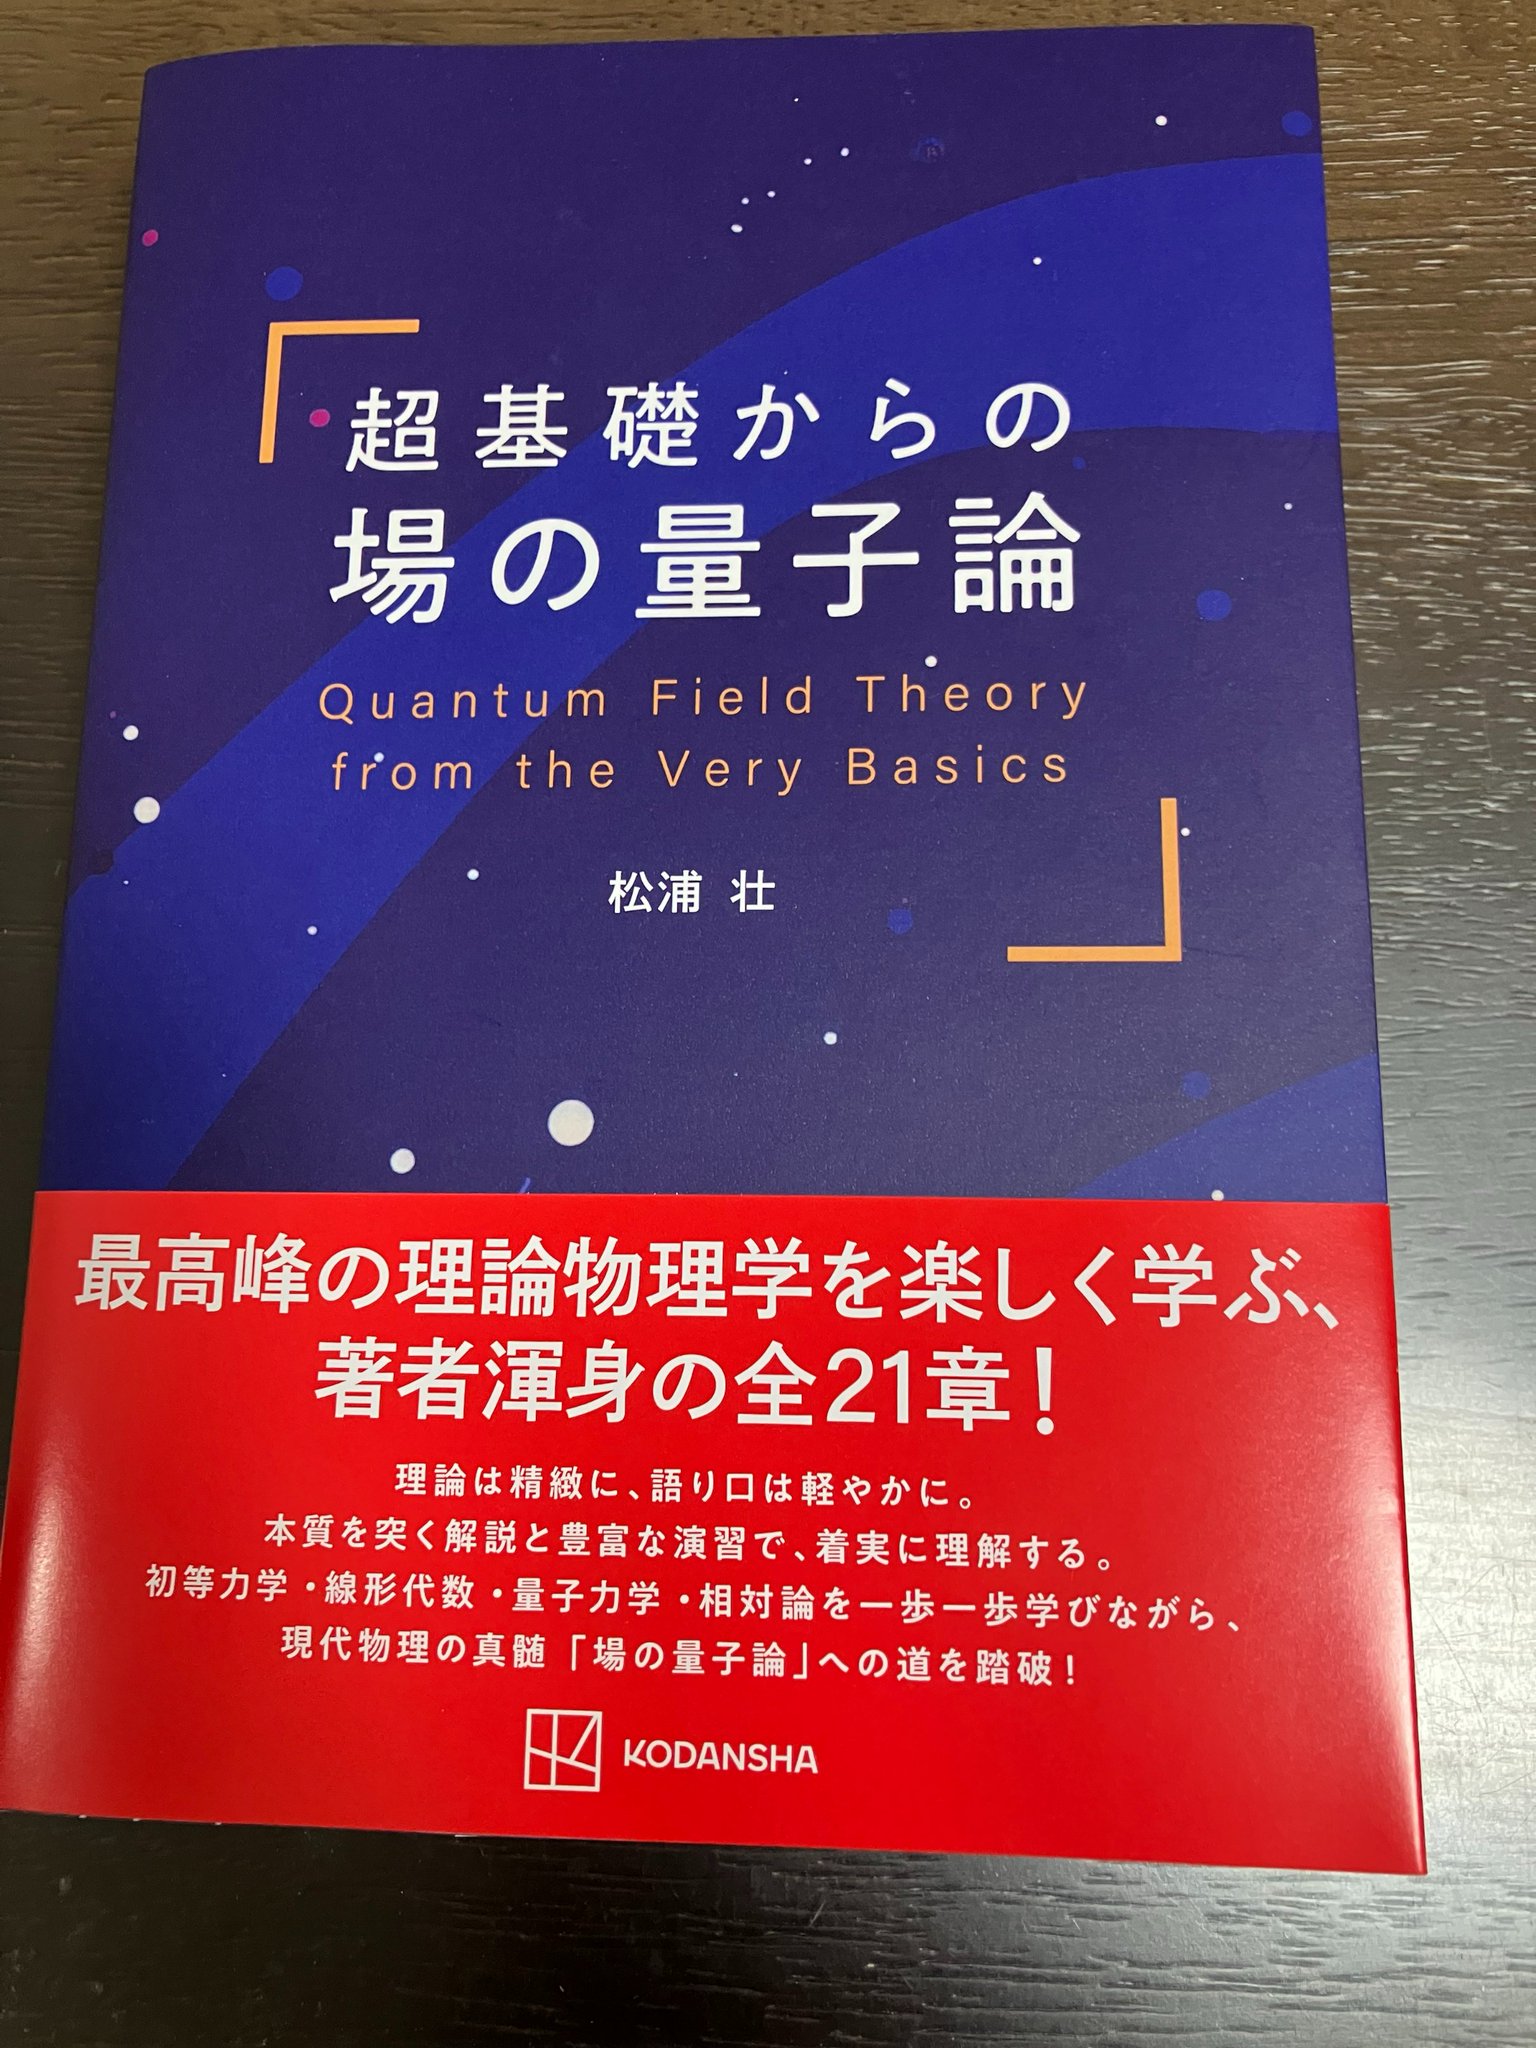 超基礎からの
場の量子論
Quantum Field Theory
from the Very Basics
松浦 壮
最高峰の理論物理学を楽しく学ぶ、
著者渾身の全21章!
理論は精緻に、語り口は軽やかに。
本質を突く解説と豊富な演習で、着実に理解する。
初等力学・線形代数・量子力学・相対論を一歩一歩学びながら、
現代物理の真髄「場の量子論」への道を踏破!
KODANSHA